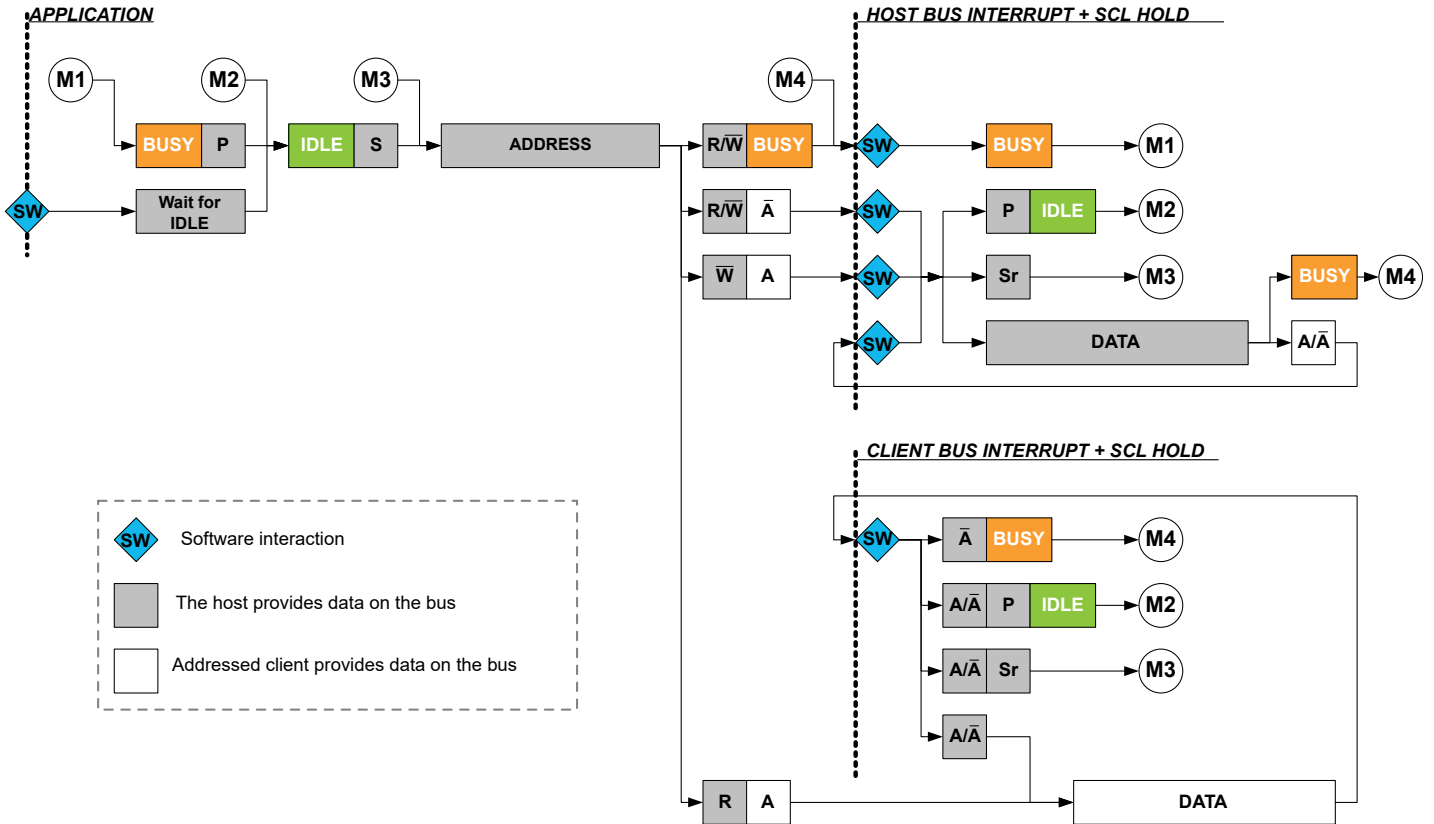 APPLICATION
HOST BUS INTERRUPT + SCL HOLD
M1
M2
M3
M4
BUSY P
IDLE S
ADDRESS
R/W̅ BUSY
SW
BUSY
M1
SW
Wait for
IDLE
R/W̅ A̅
SW
P IDLE
M2
W̅ A
SW
Sr
M3
BUSY
M4
SW
DATA
A/A̅
CLIENT BUS INTERRUPT + SCL HOLD
SW
A̅ BUSY
M4
A/A̅ P IDLE
M2
A/A̅ Sr
M3
A/A̅
R A
DATA
SW
Software interaction
The host provides data on the bus
Addressed client provides data on the bus